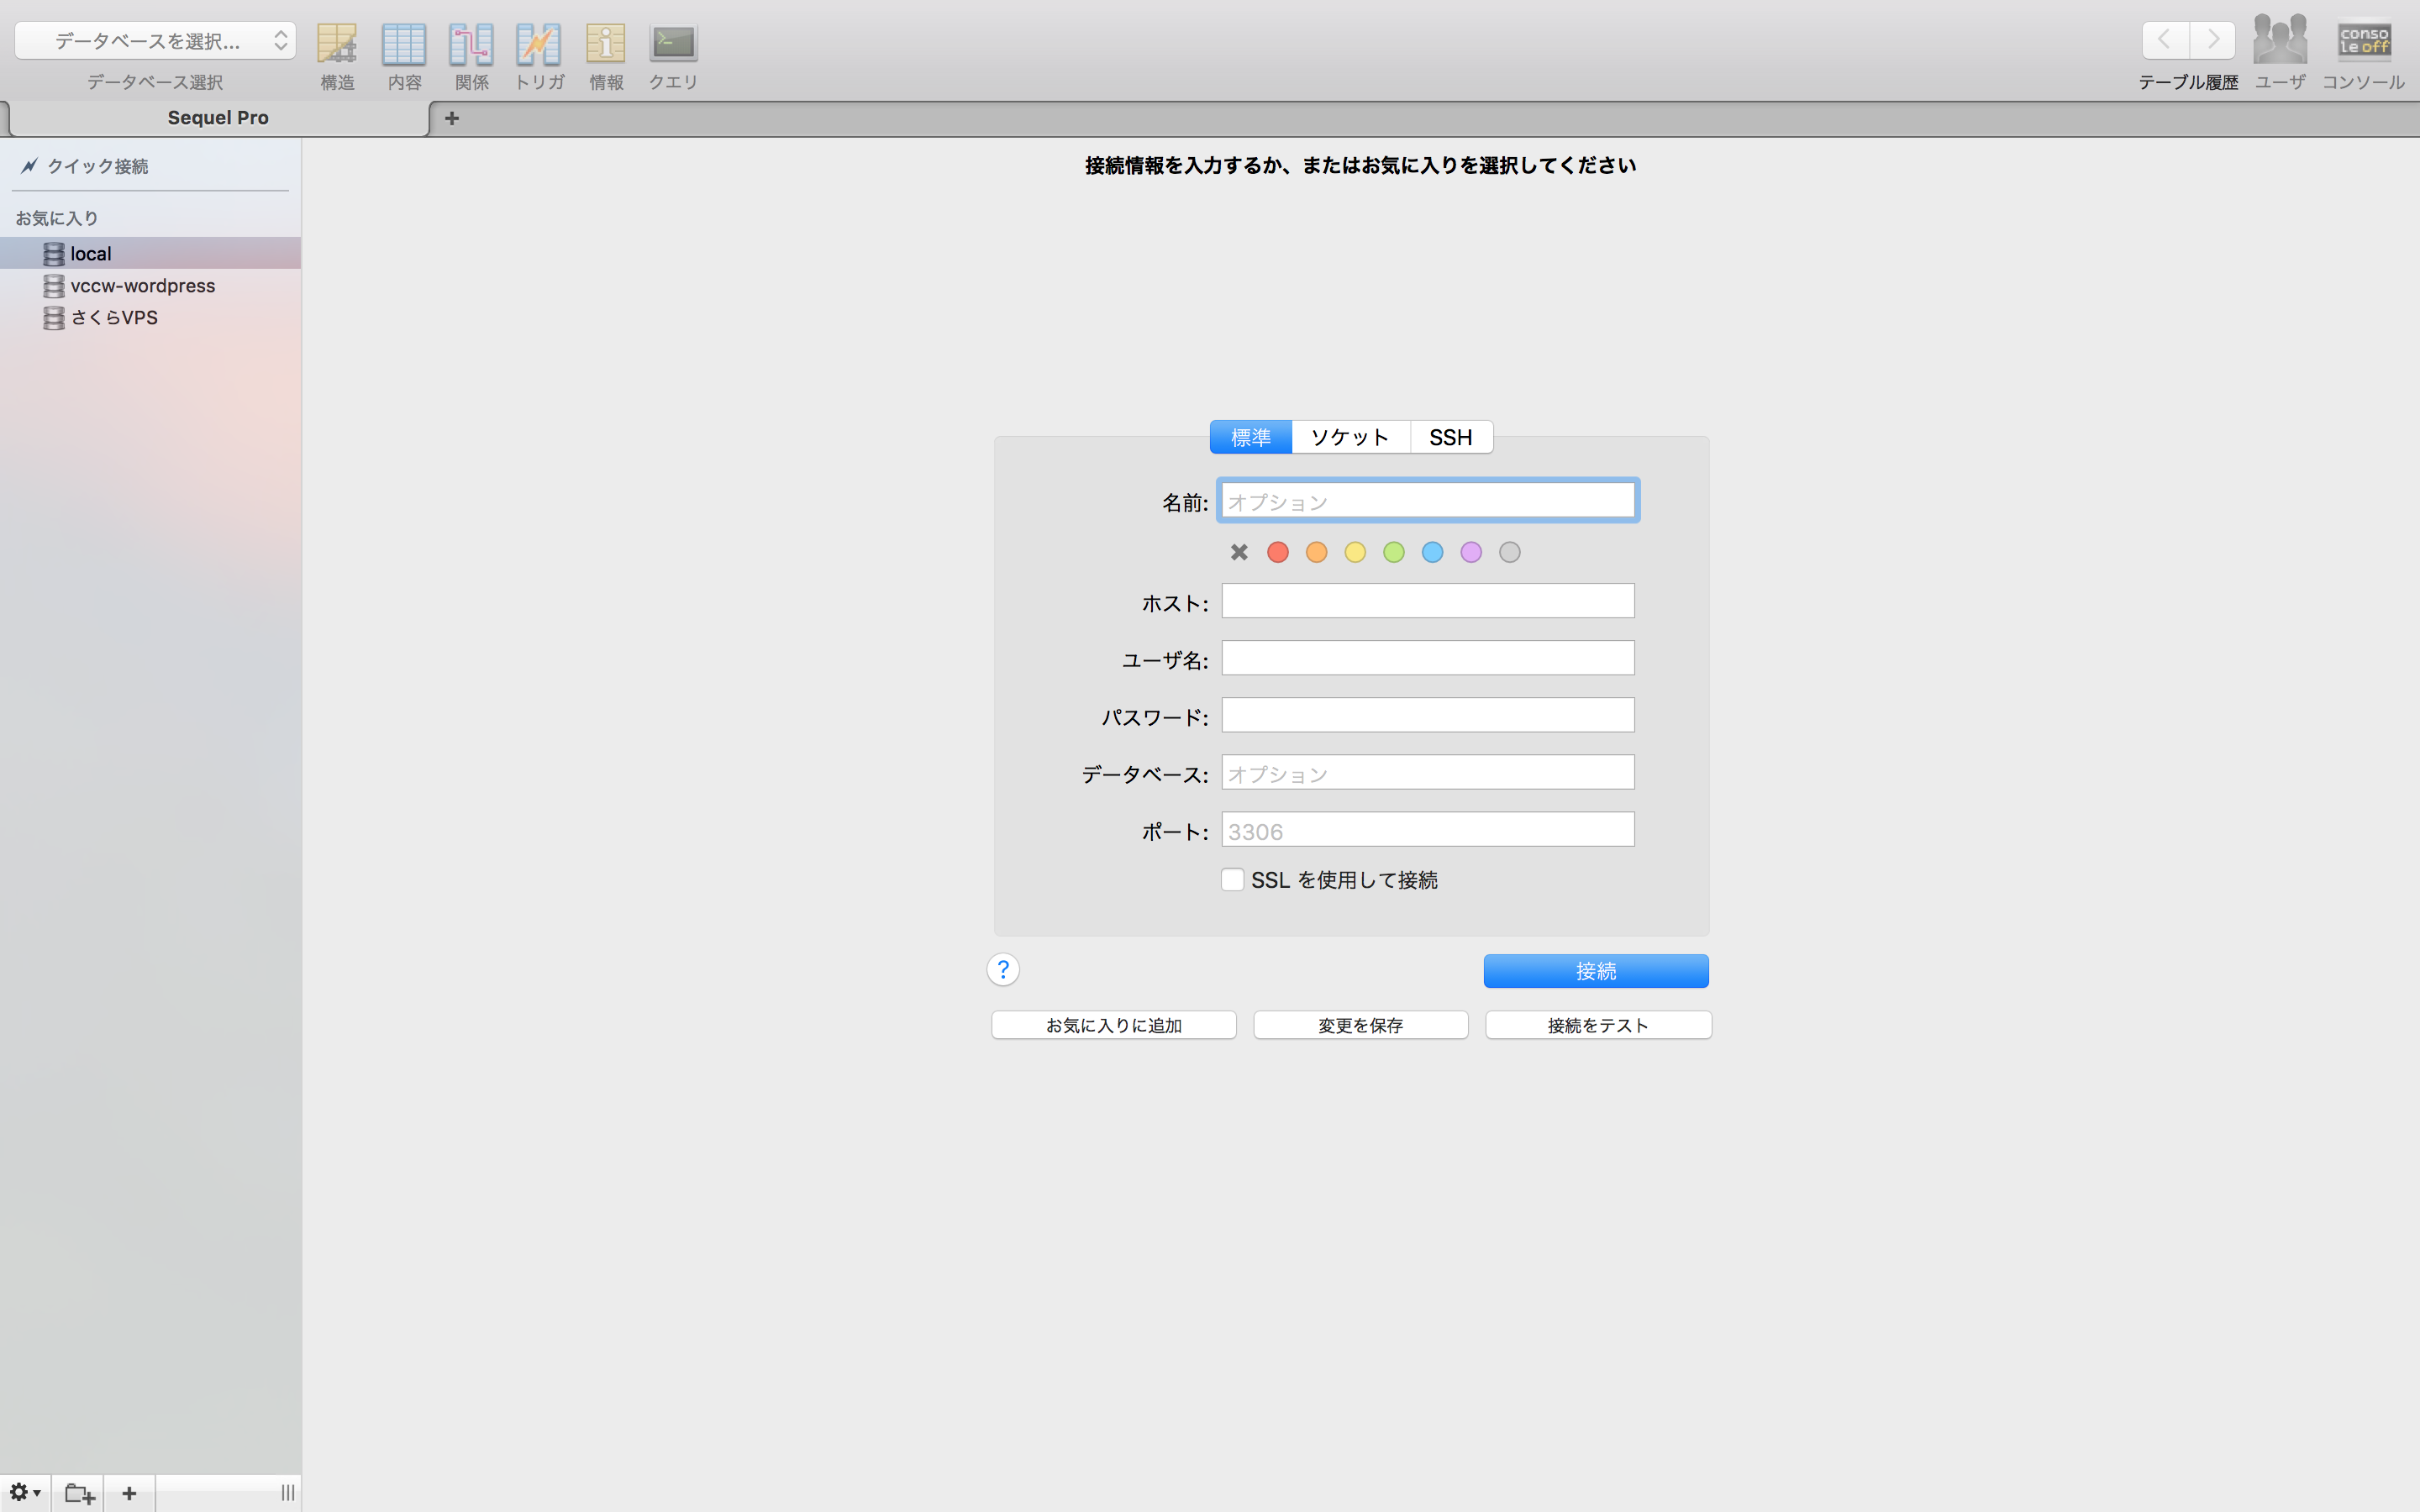 データベースを選択...
データベース選択
構造
内容
関係
トリガ
情報
クエリ
テーブル履歴
ユーザ
conso
le off
コンソール
Sequel Pro
クイック接続
お気に入り
local
vccw-wordpress
さくらVPS
接続情報を入力するか、またはお気に入りを選択してください
標準
ソケット
SSH
名前:
オプション
ホスト:
ユーザ名:
パスワード:
データベース:
オプション
ポート:
3306
SSL を使用して接続
?
接続
お気に入りに追加
変更を保存
接続をテスト